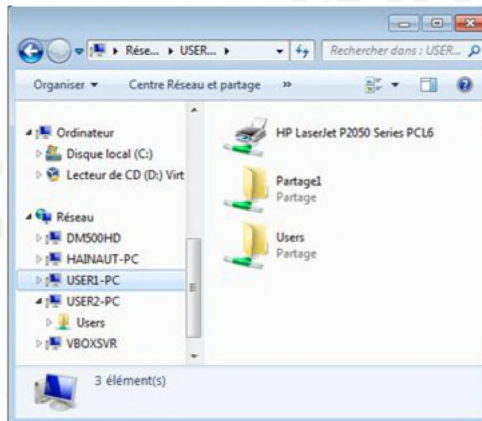 Rése... USER...
Rechercher dans : USER...
Organiser Centre Réseau et partage »
Ordinateur
Disque local (C:)
Lecteur de CD (D:) Virt
Réseau
DM500HD
HAINAUT-PC
USER1-PC
USER2-PC
Users
VBOXSVR
HP LaserJet P2050 Series PCL6
Partage1
Partage
Users
Partage
3 élément(s)